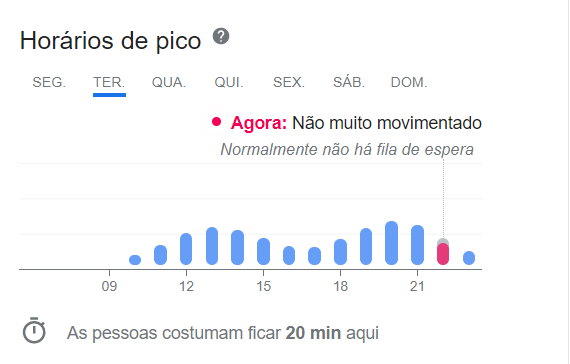 Horários de pico ?
SEG. TER. QUA. QUI. SEX. SÁB. DOM.
Agora: Não muito movimentado
Normalmente não há fila de espera
09 12 15 18 21
As pessoas costumam ficar 20 min aqui